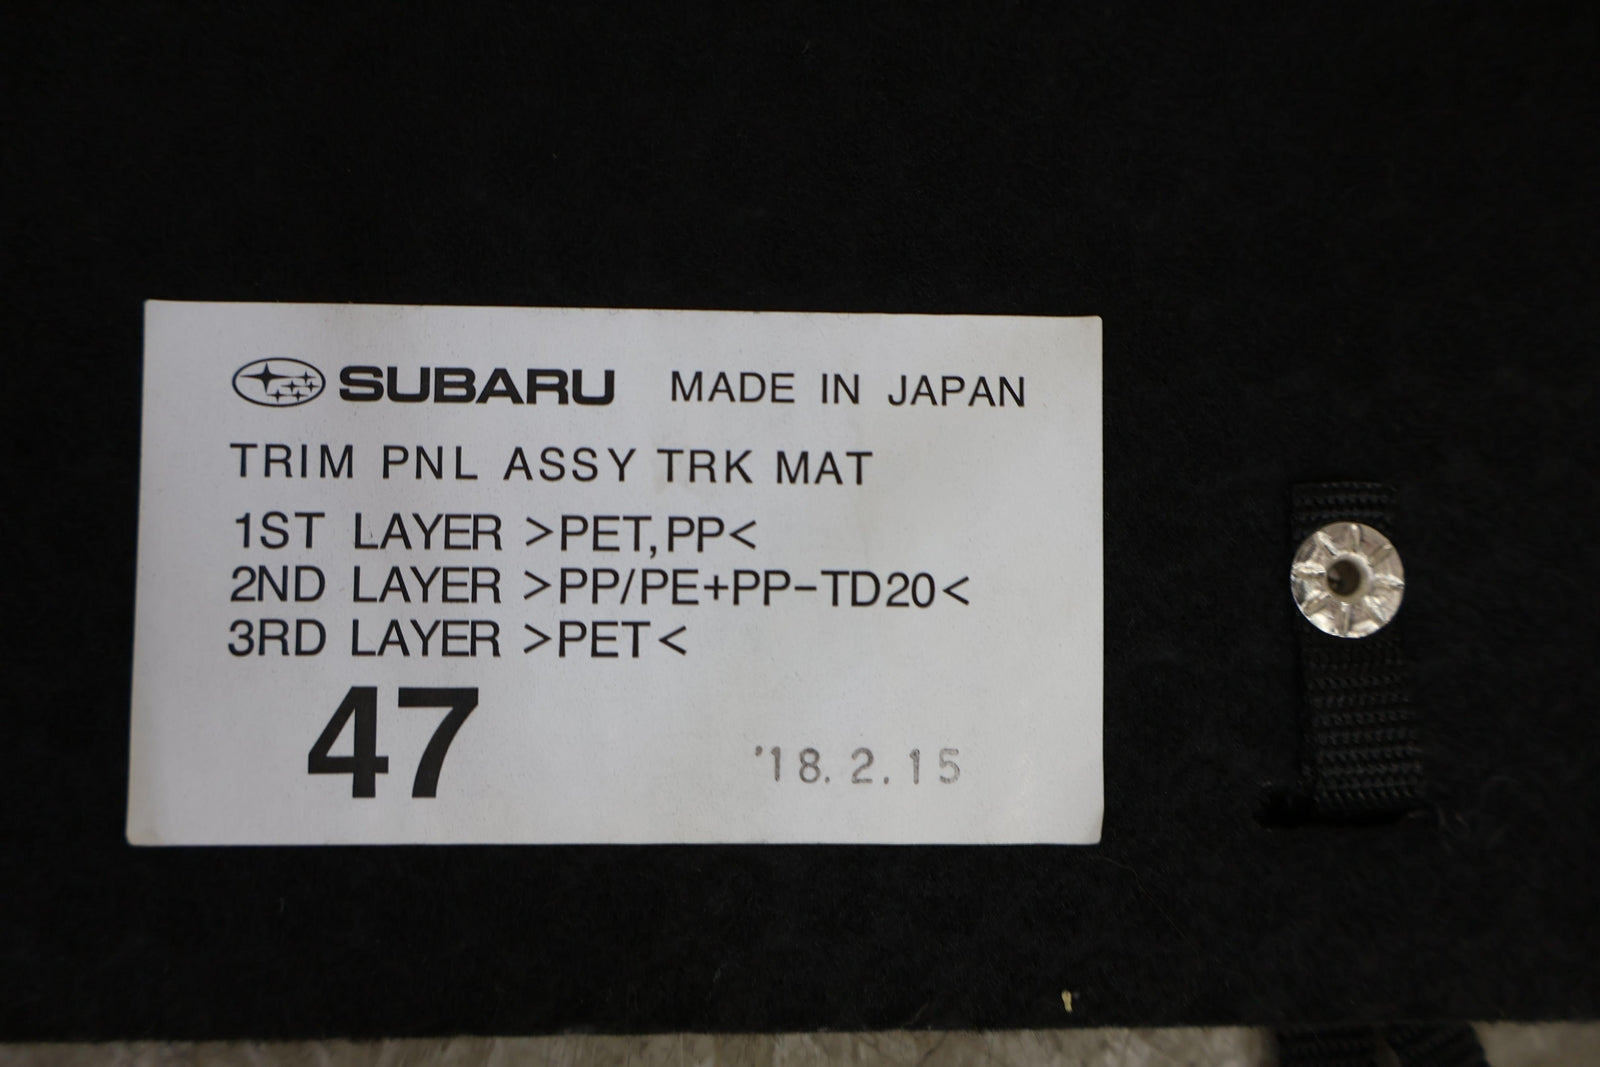 SUBARU MADE IN JAPAN
TRIM PNL ASSY TRK MAT
1ST LAYER >PET,PP<
2ND LAYER >PP/PE+PP-TD20<
3RD LAYER >PET<
47
'18.2.15